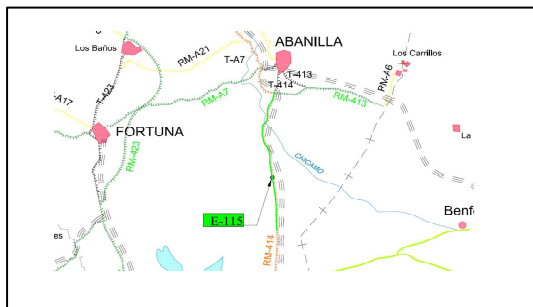 ABANILLA
Los Baños
RM-A21
T-A7
Los Carrillos
T-413
T-414
RM-A6
T-423
RM-A7
RM-413
-A17
FORTUNA
RM-423
La
CHICAMO
E-115
Benf
es
RM-414